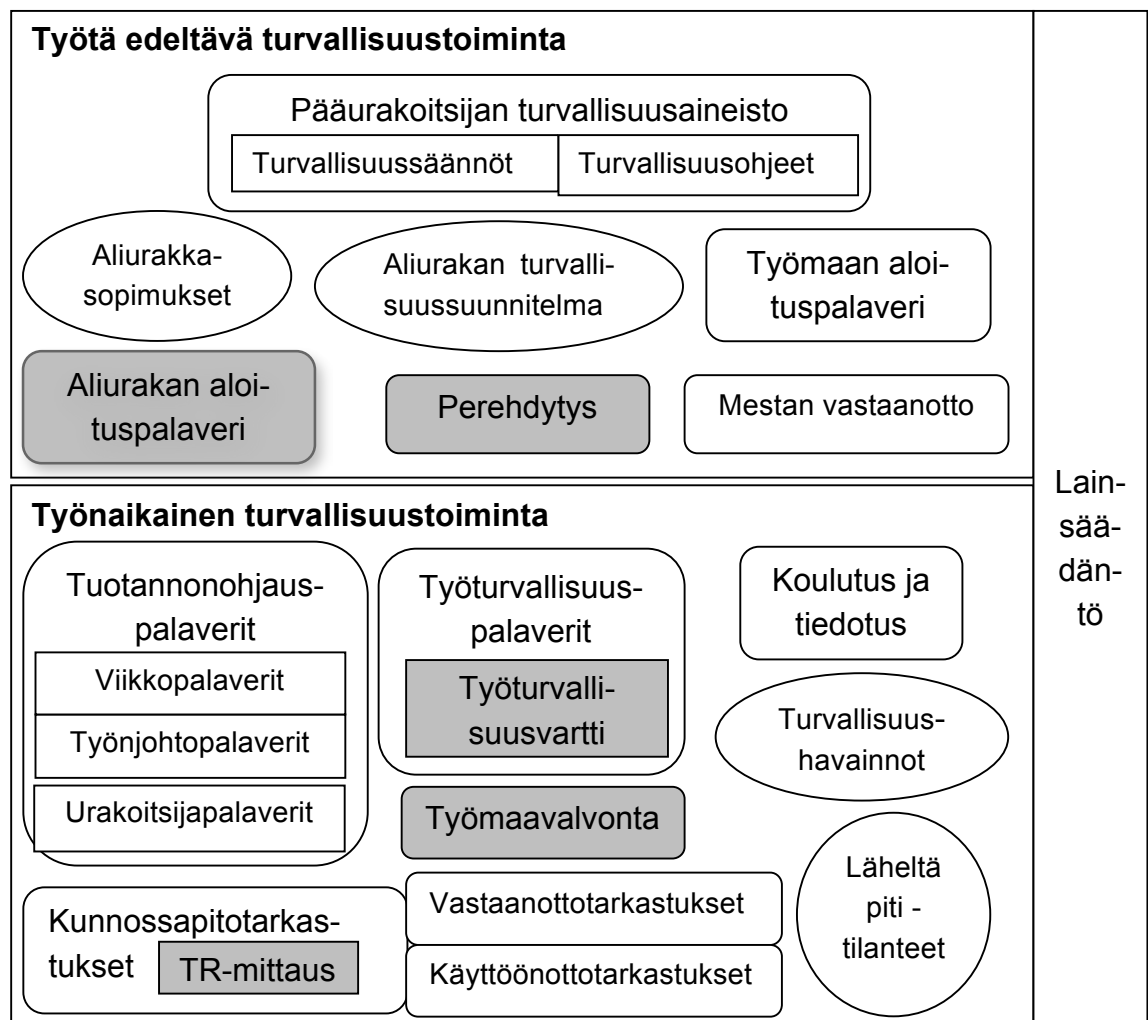 Työtä edeltävä turvallisuustoiminta
Pääurakoitsijan turvallisuusaineisto
Turvallisuussäännöt
Turvallisuusohjeet
Aliurakka-
sopimukset
Aliurakan turvalli-
suussuunnitelma
Työmaan aloi-
tuspalaveri
Aliurakan aloi-
tuspalaveri
Perehdytys
Mestan vastaanotto
Työnaikainen turvallisuustoiminta
Tuotannonohjaus-
palaverit
Viikkopalaverit
Työnjohtopalaverit
Urakoitsijapalaverit
Työturvallisuus-
palaverit
Työturvalli-
suusvartti
Koulutus ja
tiedotus
Turvallisuus-
havainnot
Työmaavalvonta
Kunnossapitotarkas-
tukset
TR-mittaus
Vastaanottotarkastukset
Käyttöönottotarkastukset
Läheltä
piti -
tilanteet
Lain-
sää-
dän-
tö